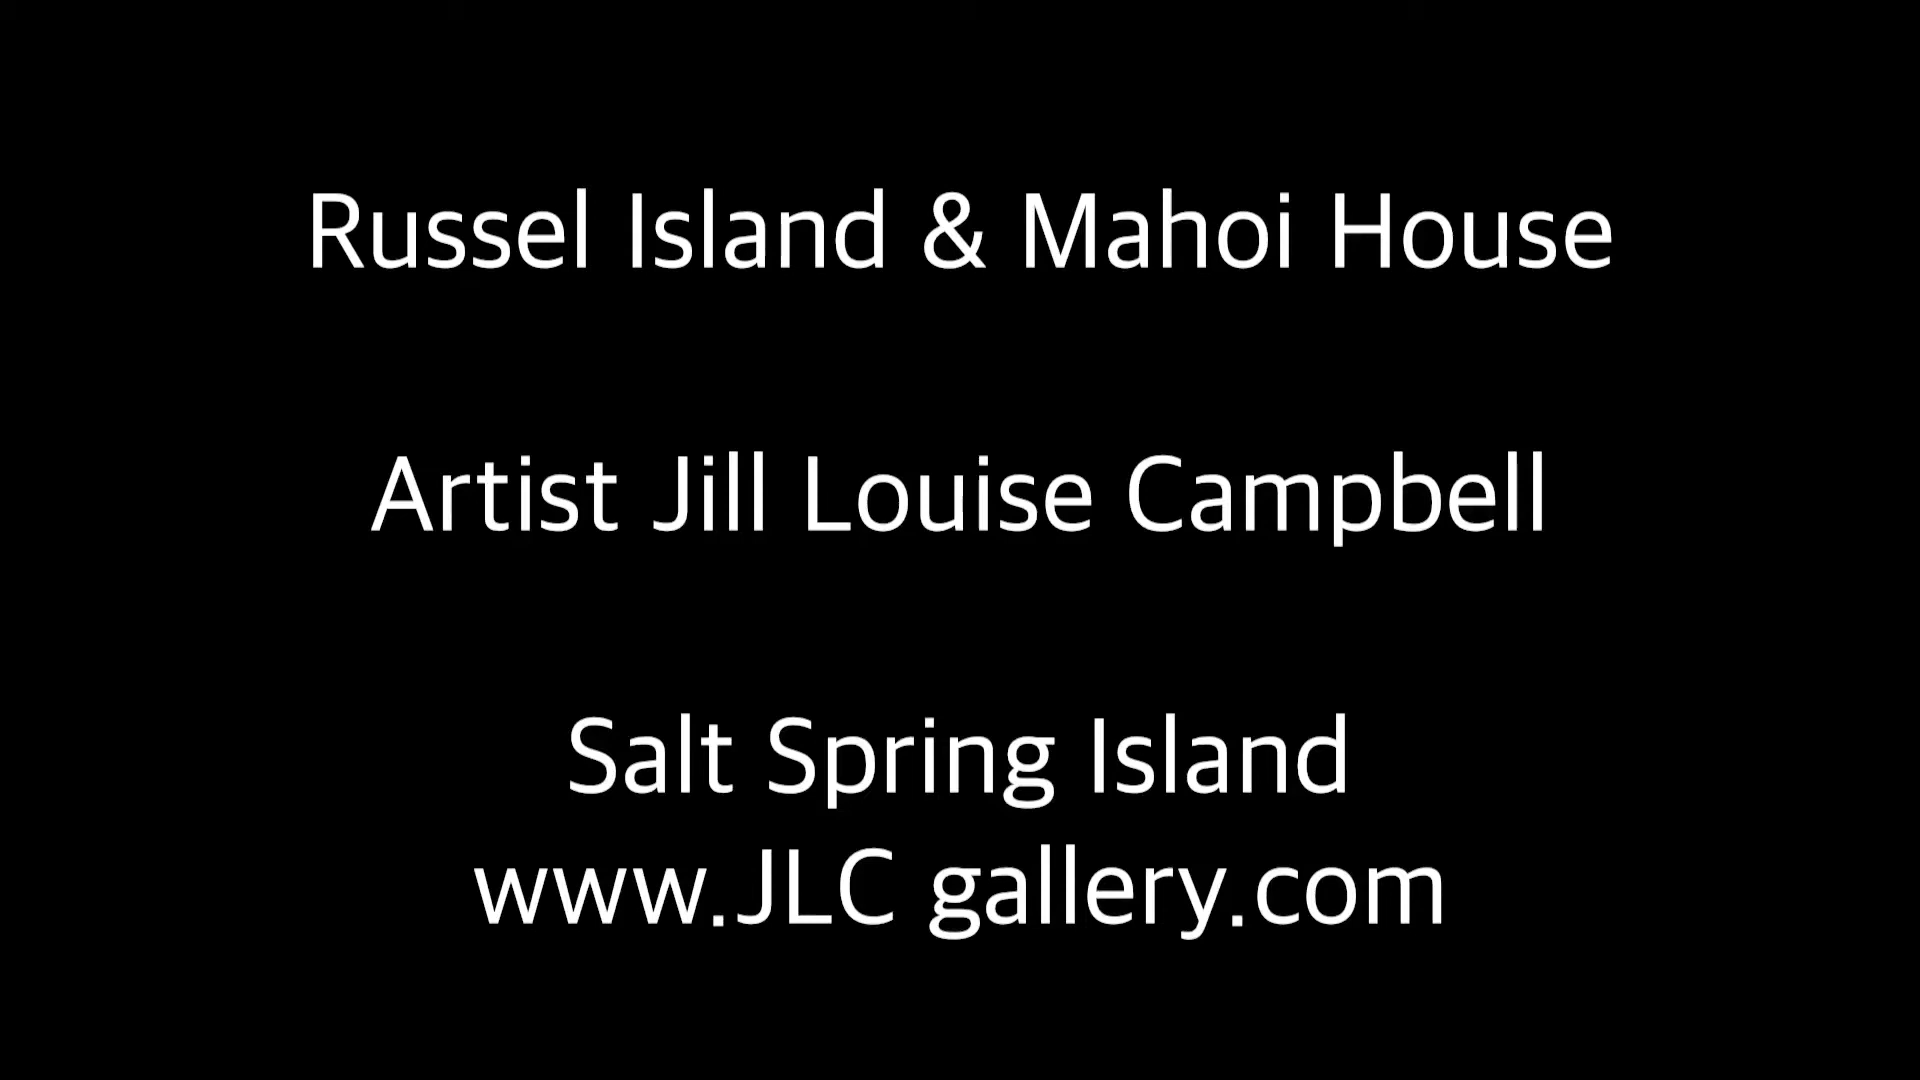 Russel Island & Mahoi House
Artist Jill Louise Campbell
Salt Spring Island
www.JLC gallery.com